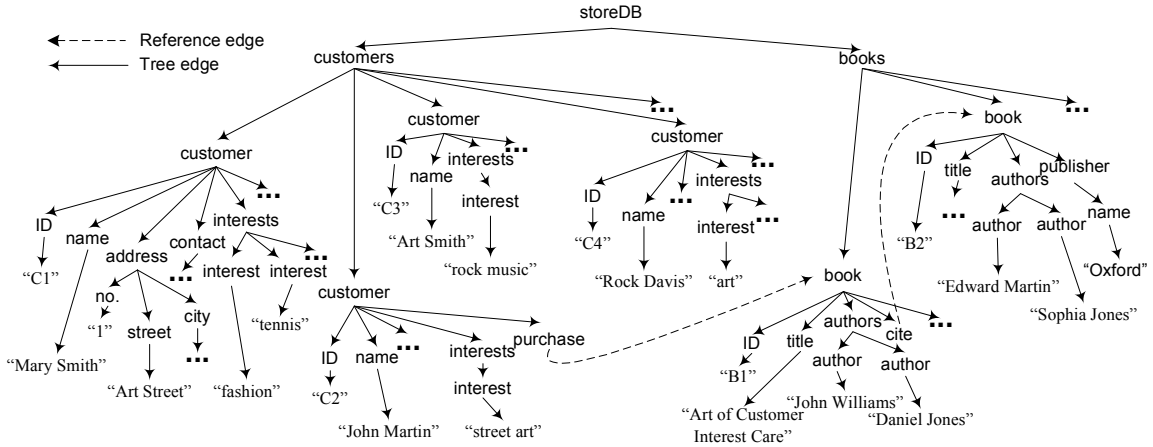 storeDB
Reference edge
Tree edge
customers
books
...
...
customer
book
customer
customer
ID
interests
...
...
ID
title
publisher
name
interests
authors
ID
name
address
contact
interests
...
"C3"
interest
ID
name
...
interest
...
"B2"
...
author
author
name
"C1"
"Art Smith"
"C4"
...
interest
interest
...
"rock music"
"Rock Davis"
"art"
book
"Oxford"
no.
street
city
customer
"Edward Martin"
"1"
"tennis"
"Sophia Jones"
...
ID
name
...
interests
purchase
ID
title
authors
cite
...
"Mary Smith"
author
author
"Art Street"
"fashion"
"C2"
interest
"B1"
"John Martin"
"street art"
"Art of Customer
Interest Care"
"John Williams"
"Daniel Jones"